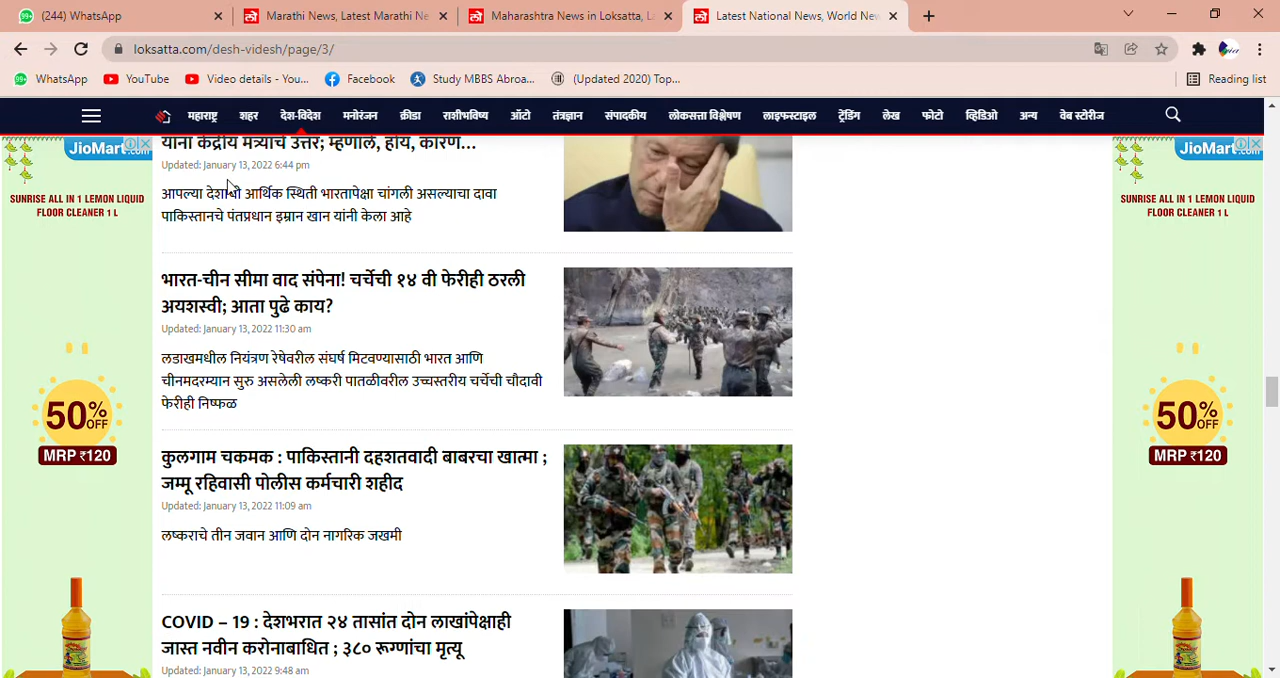 (244) WhatsApp
Marathi News, Latest Marathi Ne
Maharashtra News in Loksatta, L
Latest National News, World New
loksatta.com/desh-videsh/page/3/
WhatsApp
YouTube
Video details - You...
Facebook
Study MBBS Abroa...
(Updated 2020) Top...
Reading list
महाराष्ट्र
शहर
देश-विदेश
मनोरंजन
क्रीडा
राशीभविष्य
ऑटो
तंत्रज्ञान
संपादकीय
लोकसत्ता विश्लेषण
लाइफस्टाइल
ट्रेंडिंग
लेख
फोटो
व्हिडिओ
अन्य
वेब स्टोरीज
यांना केंद्रीय मंत्र्यांचे उत्तर; म्हणाले, होय, कारण...
Updated: January 13, 2022 6:44 pm
आपल्या देशाची आर्थिक स्थिती भारतापेक्षा चांगली असल्याचा दावा
पाकिस्तानचे पंतप्रधान इम्रान खान यांनी केला आहे
भारत-चीन सीमा वाद संपेना! चर्चेची १४ वी फेरीही ठरली
अयशस्वी; आता पुढे काय?
Updated: January 13, 2022 11:30 am
लडाखमधील नियंत्रण रेषेवरील संघर्ष मिटवण्यासाठी भारत आणि
चीनमदरम्यान सुरु असलेली लष्करी पातळीवरील उच्चस्तरीय चर्चेची चौदावी
फेरीही निष्फळ
कुलगाम चकमक : पाकिस्तानी दहशतवादी बाबरचा खात्मा ;
जम्मू रहिवासी पोलीस कर्मचारी शहीद
Updated: January 13, 2022 11:09 am
लष्कराचे तीन जवान आणि दोन नागरिक जखमी
COVID – 19 : देशभरात २४ तासांत दोन लाखांपेक्षाही
जास्त नवीन करोनाबाधित ; ३८० रूग्णांचा मृत्यू
Updated: January 13, 2022 9:48 am
JioMart.com
SUNRISE ALL IN 1 LEMON LIQUID
FLOOR CLEANER 1 L
50% OFF
MRP ₹120
JioMart.com
SUNRISE ALL IN 1 LEMON LIQUID
FLOOR CLEANER 1 L
50% OFF
MRP ₹120